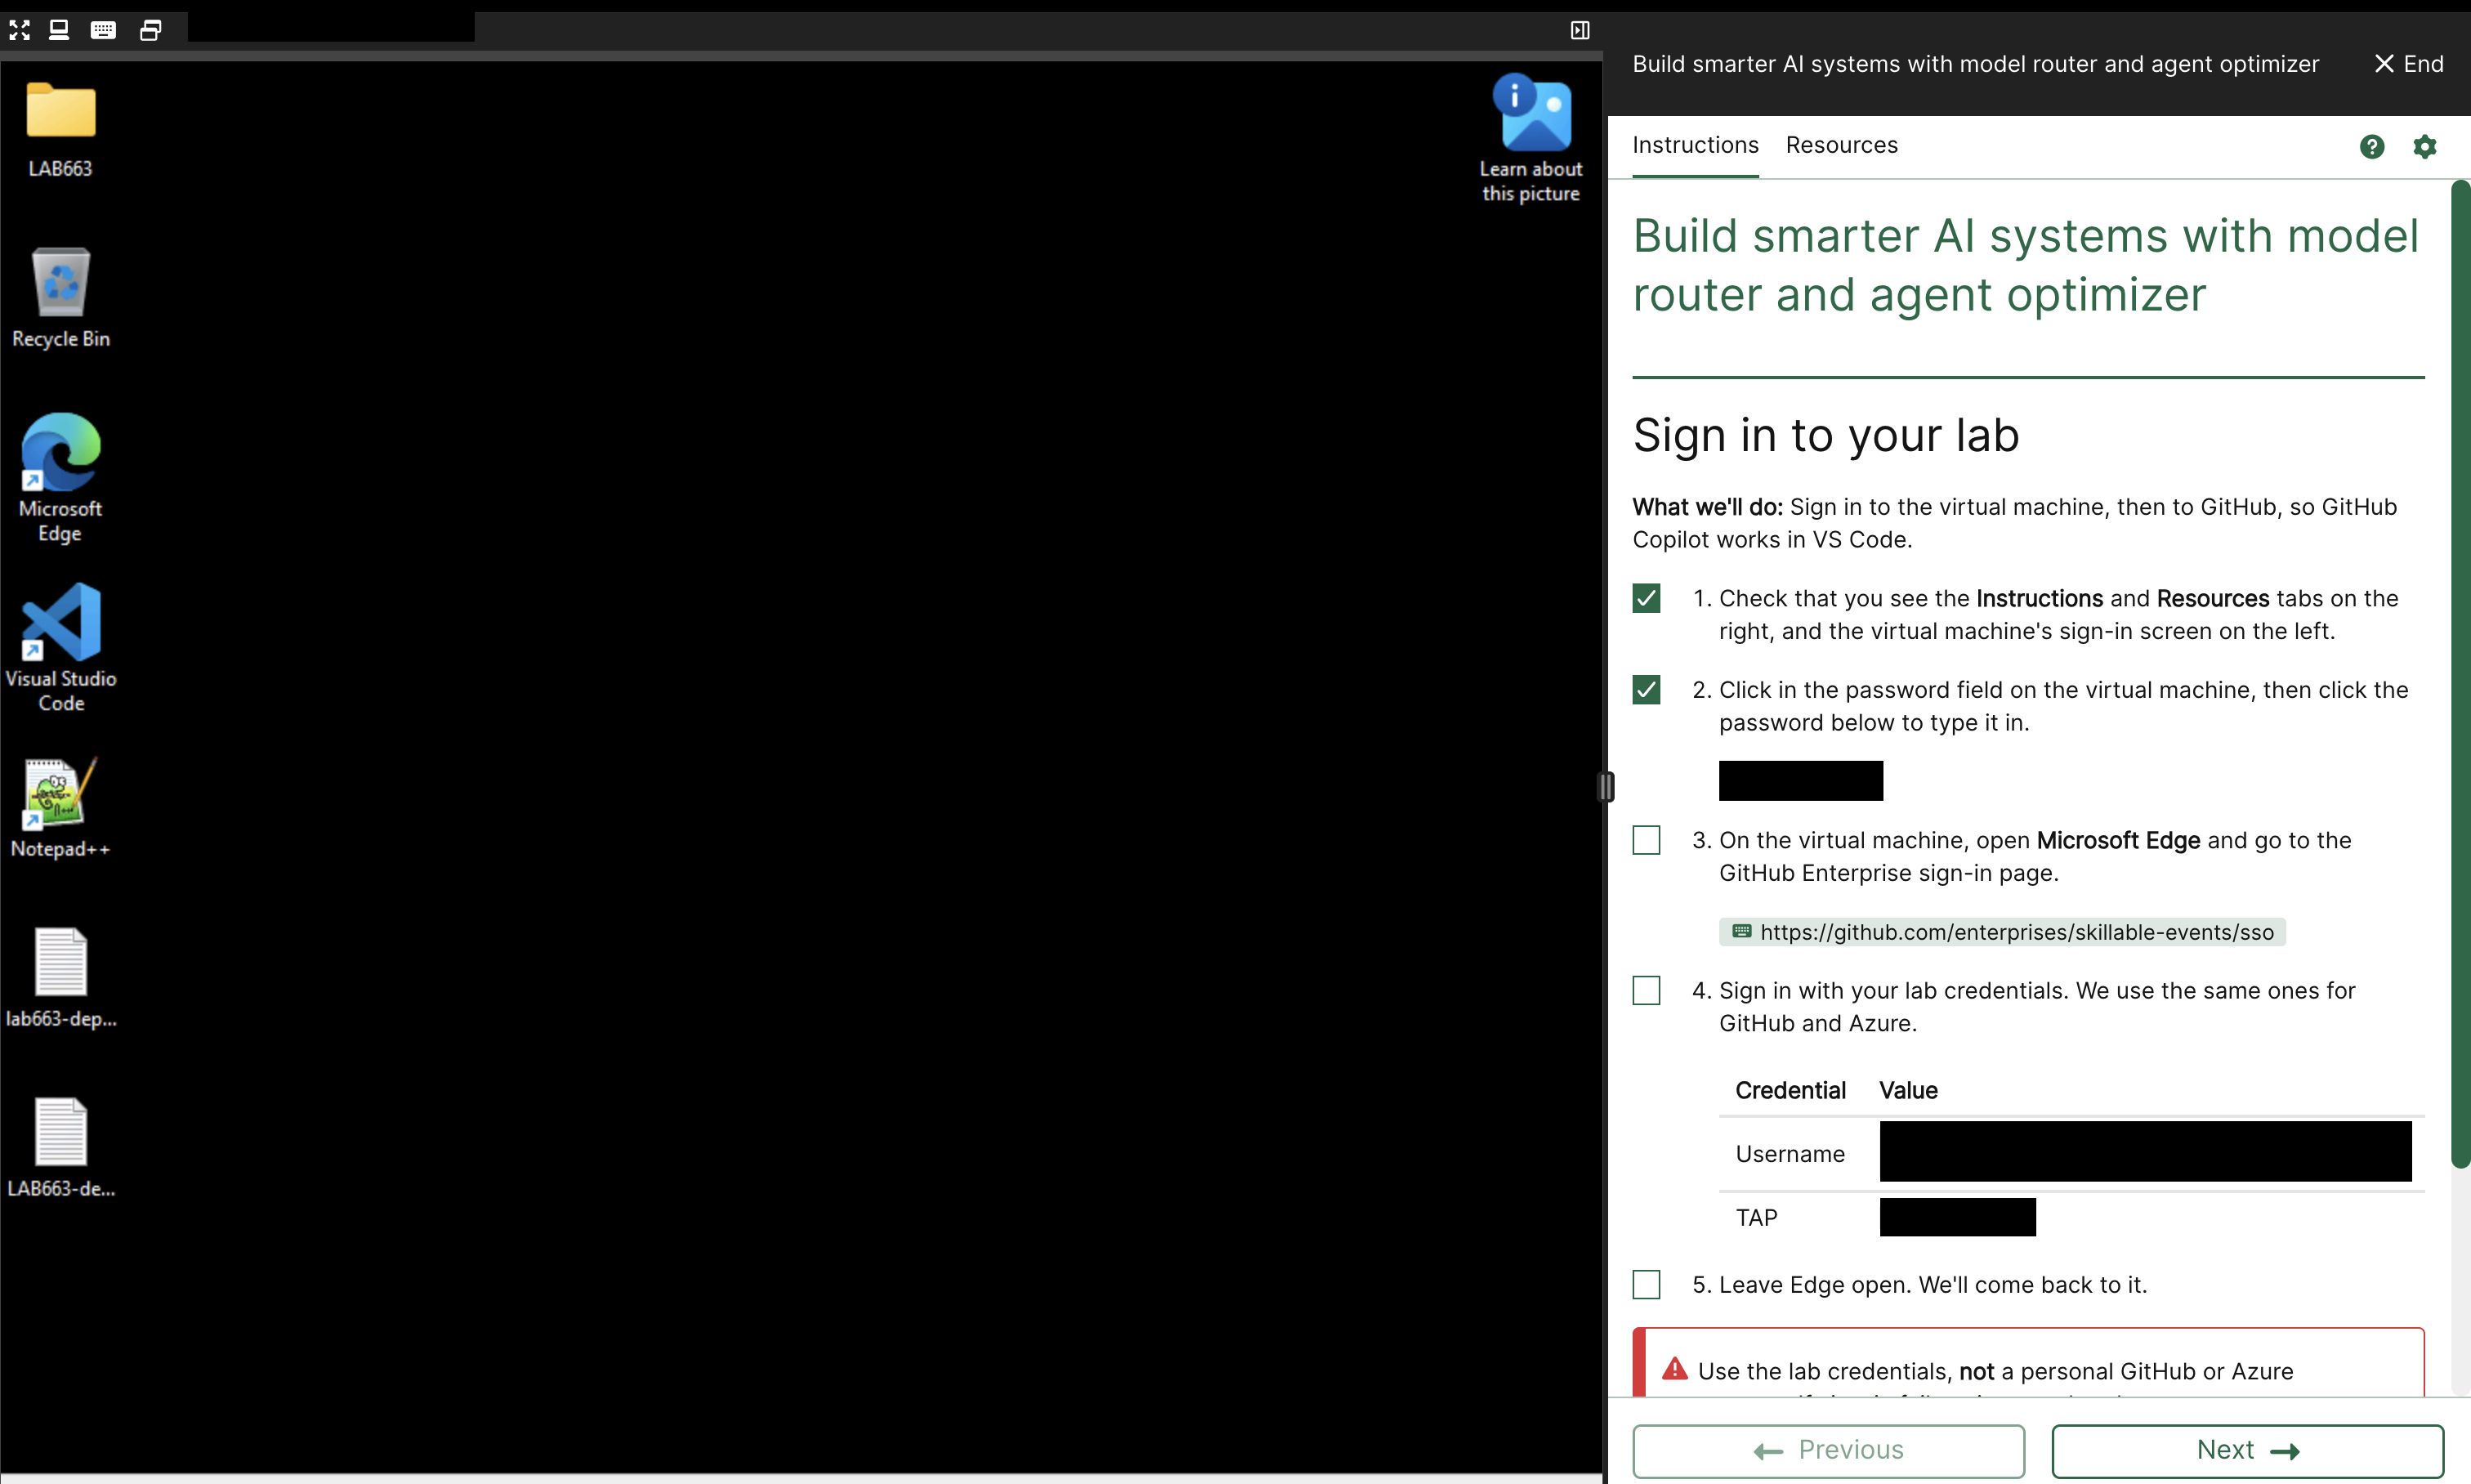 LAB663
Recycle Bin
Microsoft
Edge
Visual Studio
Code
Notepad++
lab663-dep...
LAB663-de...
Learn about
this picture
Build smarter AI systems with model router and agent optimizer
End
Instructions
Resources
Build smarter AI systems with model
router and agent optimizer
Sign in to your lab
What we'll do: Sign in to the virtual machine, then to GitHub, so GitHub
Copilot works in VS Code.
1. Check that you see the Instructions and Resources tabs on the
right, and the virtual machine's sign-in screen on the left.
2. Click in the password field on the virtual machine, then click the
password below to type it in.
3. On the virtual machine, open Microsoft Edge and go to the
GitHub Enterprise sign-in page.
https://github.com/enterprises/skillable-events/sso
4. Sign in with your lab credentials. We use the same ones for
GitHub and Azure.
Credential Value
Username
TAP
5. Leave Edge open. We'll come back to it.
Use the lab credentials, not a personal GitHub or Azure
Previous
Next